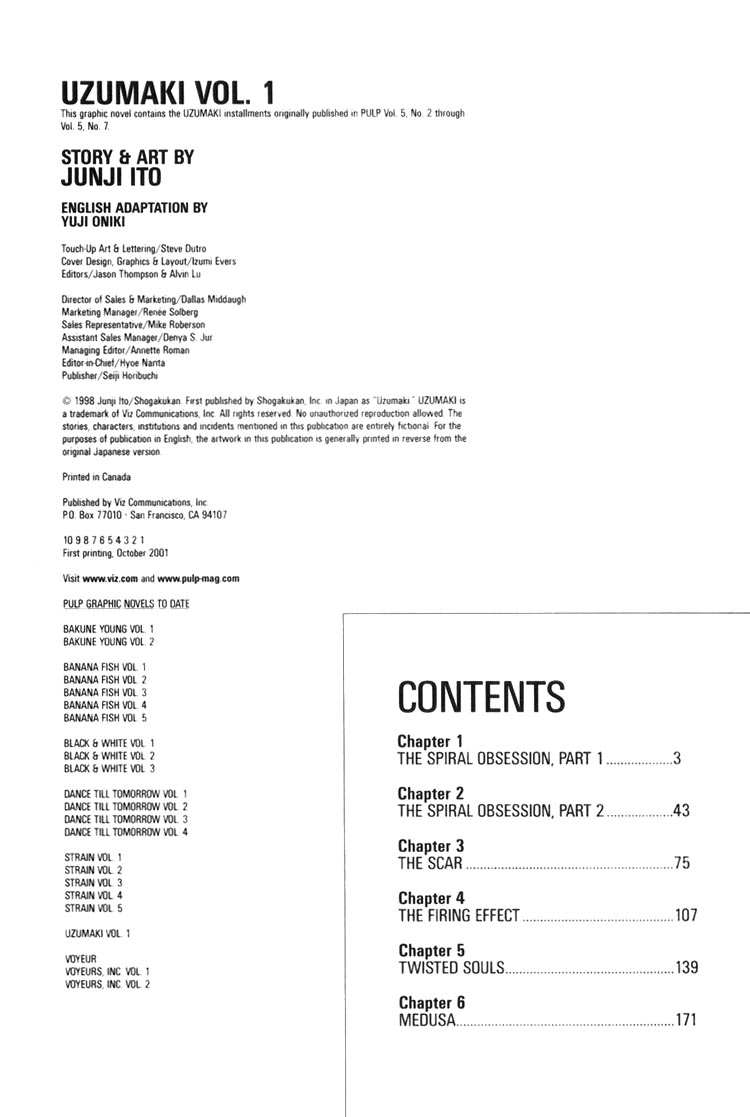 UZUMAKI VOL. 1
This graphic novel contains the UZUMAKI installments originally published in PULP Vol. 5, No. 2 through
Vol. 5, No. 7.
STORY & ART BY
JUNJI ITO
ENGLISH ADAPTATION BY
YUJI ONIKI
Touch-Up Art & Lettering/Steve Dutro
Cover Design, Graphics & Layout/Izumi Evers
Editors/Jason Thompson & Alvin Lu
Director of Sales & Marketing/Dallas Middaugh
Marketing Manager/Renée Solberg
Sales Representative/Mike Roberson
Assistant Sales Manager/Denya S. Jur
Managing Editor/Annette Roman
Editor-in-Chief/Hyoe Narita
Publisher/Seiji Horibuchi
© 1998 Junji Ito/Shogakukan. First published by Shogakukan, Inc. in Japan as "Uzumaki." UZUMAKI is
a trademark of Viz Communications, Inc. All rights reserved. No unauthorized reproduction allowed. The
stories, characters, institutions and incidents mentioned in this publication are entirely fictional. For the
purposes of publication in English, the artwork in this publication is generally printed in reverse from the
original Japanese version.
Printed in Canada
Published by Viz Communications, Inc.
P.O. Box 77010 · San Francisco, CA 94107
10 9 8 7 6 5 4 3 2 1
First printing, October 2001
Visit www.viz.com and www.pulp-mag.com
PULP GRAPHIC NOVELS TO DATE
BAKUNE YOUNG VOL. 1
BAKUNE YOUNG VOL. 2
BANANA FISH VOL. 1
BANANA FISH VOL. 2
BANANA FISH VOL. 3
BANANA FISH VOL. 4
BANANA FISH VOL. 5
BLACK & WHITE VOL. 1
BLACK & WHITE VOL. 2
BLACK & WHITE VOL. 3
DANCE TILL TOMORROW VOL. 1
DANCE TILL TOMORROW VOL. 2
DANCE TILL TOMORROW VOL. 3
DANCE TILL TOMORROW VOL. 4
STRAIN VOL. 1
STRAIN VOL. 2
STRAIN VOL. 3
STRAIN VOL. 4
STRAIN VOL. 5
UZUMAKI VOL. 1
VOYEUR
VOYEURS, INC. VOL. 1
VOYEURS, INC. VOL. 2
CONTENTS
Chapter 1
THE SPIRAL OBSESSION, PART 1...................3
Chapter 2
THE SPIRAL OBSESSION, PART 2...................43
Chapter 3
THE SCAR...........................................................75
Chapter 4
THE FIRING EFFECT..........................................107
Chapter 5
TWISTED SOULS................................................139
Chapter 6
MEDUSA.............................................................171